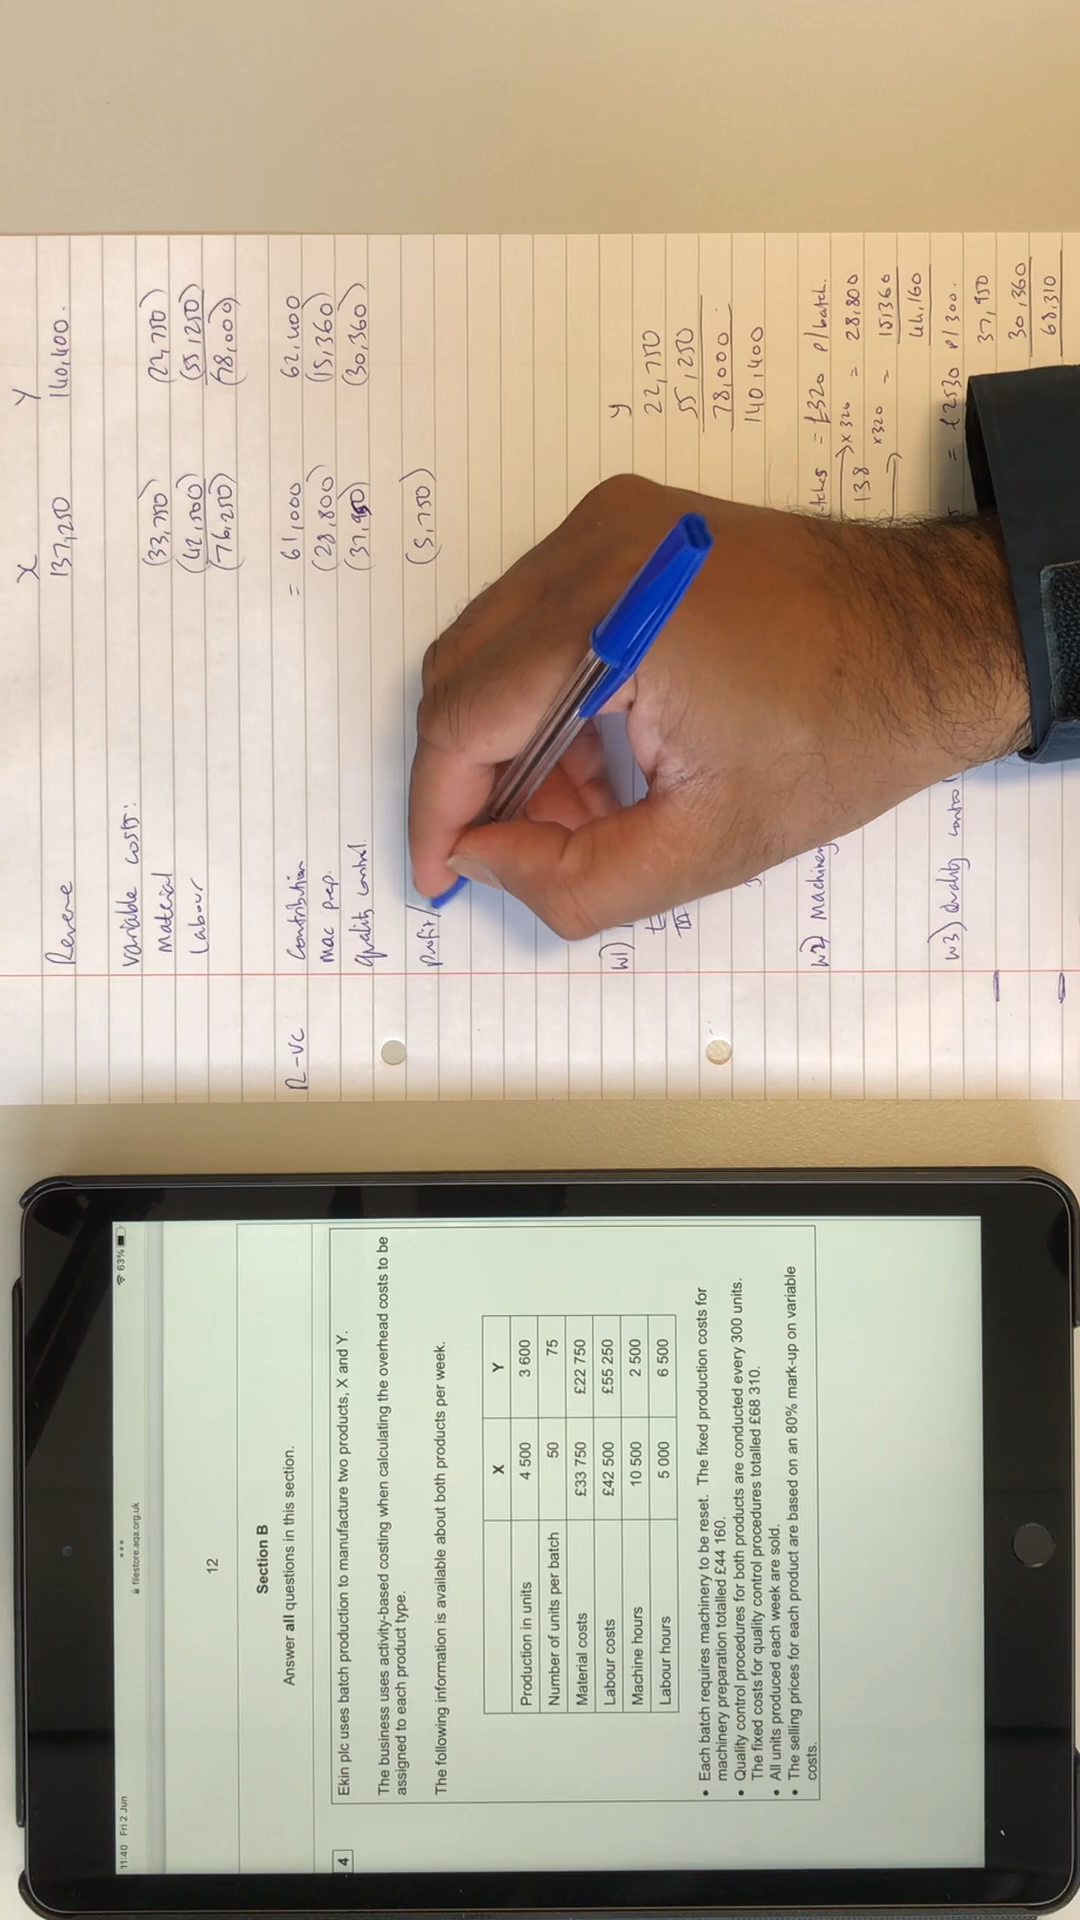 X Y
Revenue 137,250 140,400.
Variable costs:
Material (33,750) (22,750)
Labour (42,500) (55,250)
(76,250) (78,000)
R-VC Contribution = 61,000 62,400
Mac prep. (28,800) (15,360)
Quality control. (37,950) (30,360)
Profit/ (5,750)
W1) Y
22,750
55,250
78,000.
140,400
W2) Machinery = £320 p/batch.
)x320 = 28,800
138
x320 = 15,360
44,160
W3) Quality control = £2530 p/300.
37,950
30,360
68,310
11:40 Fri 2 Jun
•••
filestore.aqa.org.uk
63%
12
Section B
Answer all questions in this section.
4 Ekin plc uses batch production to manufacture two products, X and Y.
The business uses activity-based costing when calculating the overhead costs to be
assigned to each product type.
The following information is available about both products per week.
X Y
Production in units 4 500 3 600
Number of units per batch 50 75
Material costs £33 750 £22 750
Labour costs £42 500 £55 250
Machine hours 10 500 2 500
Labour hours 5 000 6 500
• Each batch requires machinery to be reset. The fixed production costs for
machinery preparation totalled £44 160.
• Quality control procedures for both products are conducted every 300 units.
The fixed costs for quality control procedures totalled £68 310.
• All units produced each week are sold.
• The selling prices for each product are based on an 80% mark-up on variable
costs.